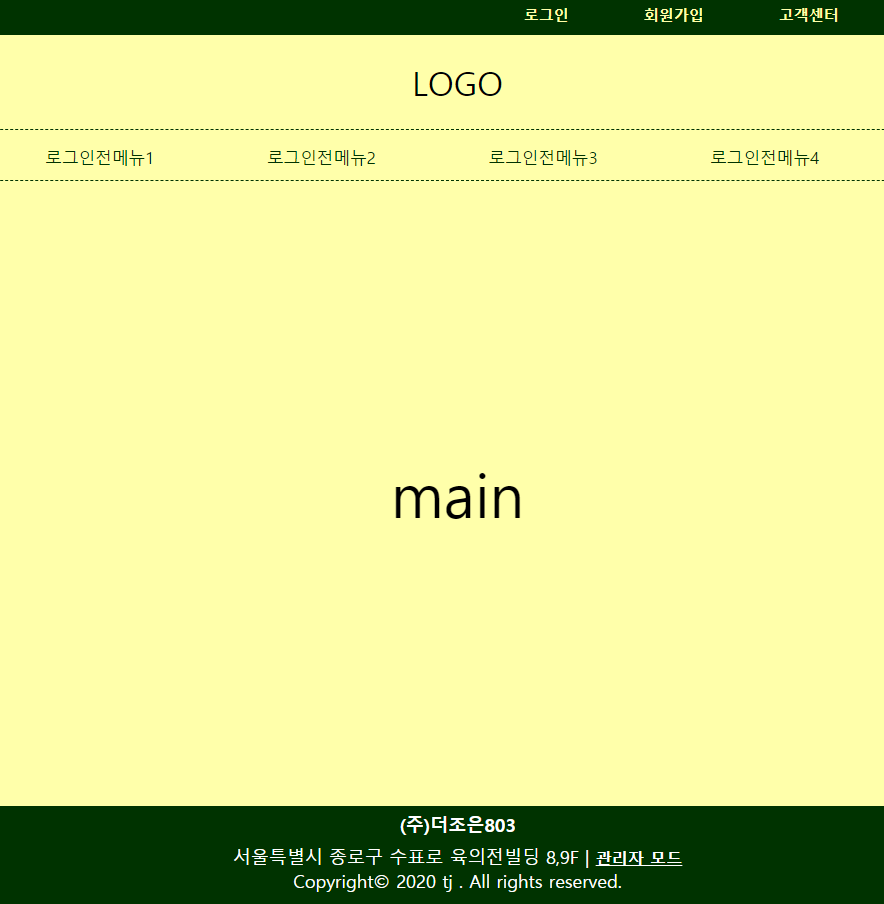 로그인 회원가입 고객센터
LOGO
로그인전메뉴1 로그인전메뉴2 로그인전메뉴3 로그인전메뉴4
main
(주)더조은803
서울특별시 종로구 수표로 육의전빌딩 8,9F | 관리자 모드
Copyright© 2020 tj . All rights reserved.